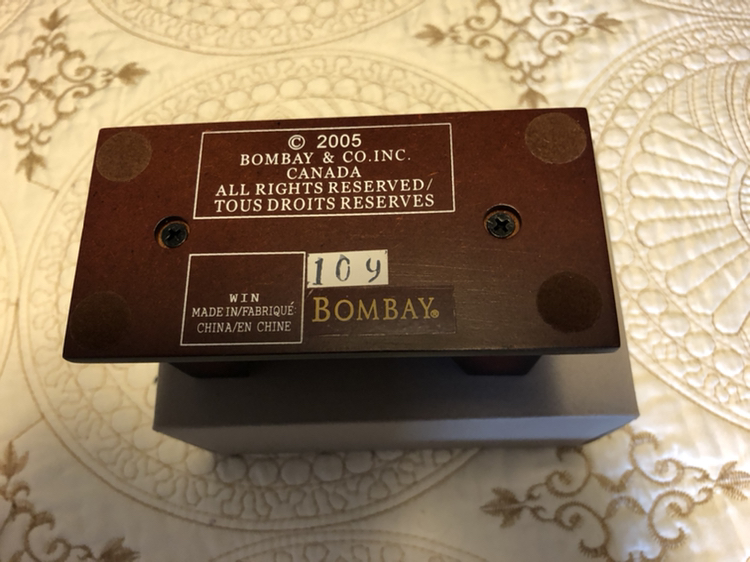 © 2005
BOMBAY & CO.INC.
CANADA
ALL RIGHTS RESERVED/
TOUS DROITS RESERVES
109
WIN
MADE IN/FABRIQUÉ
CHINA/EN CHINE
BOMBAY®